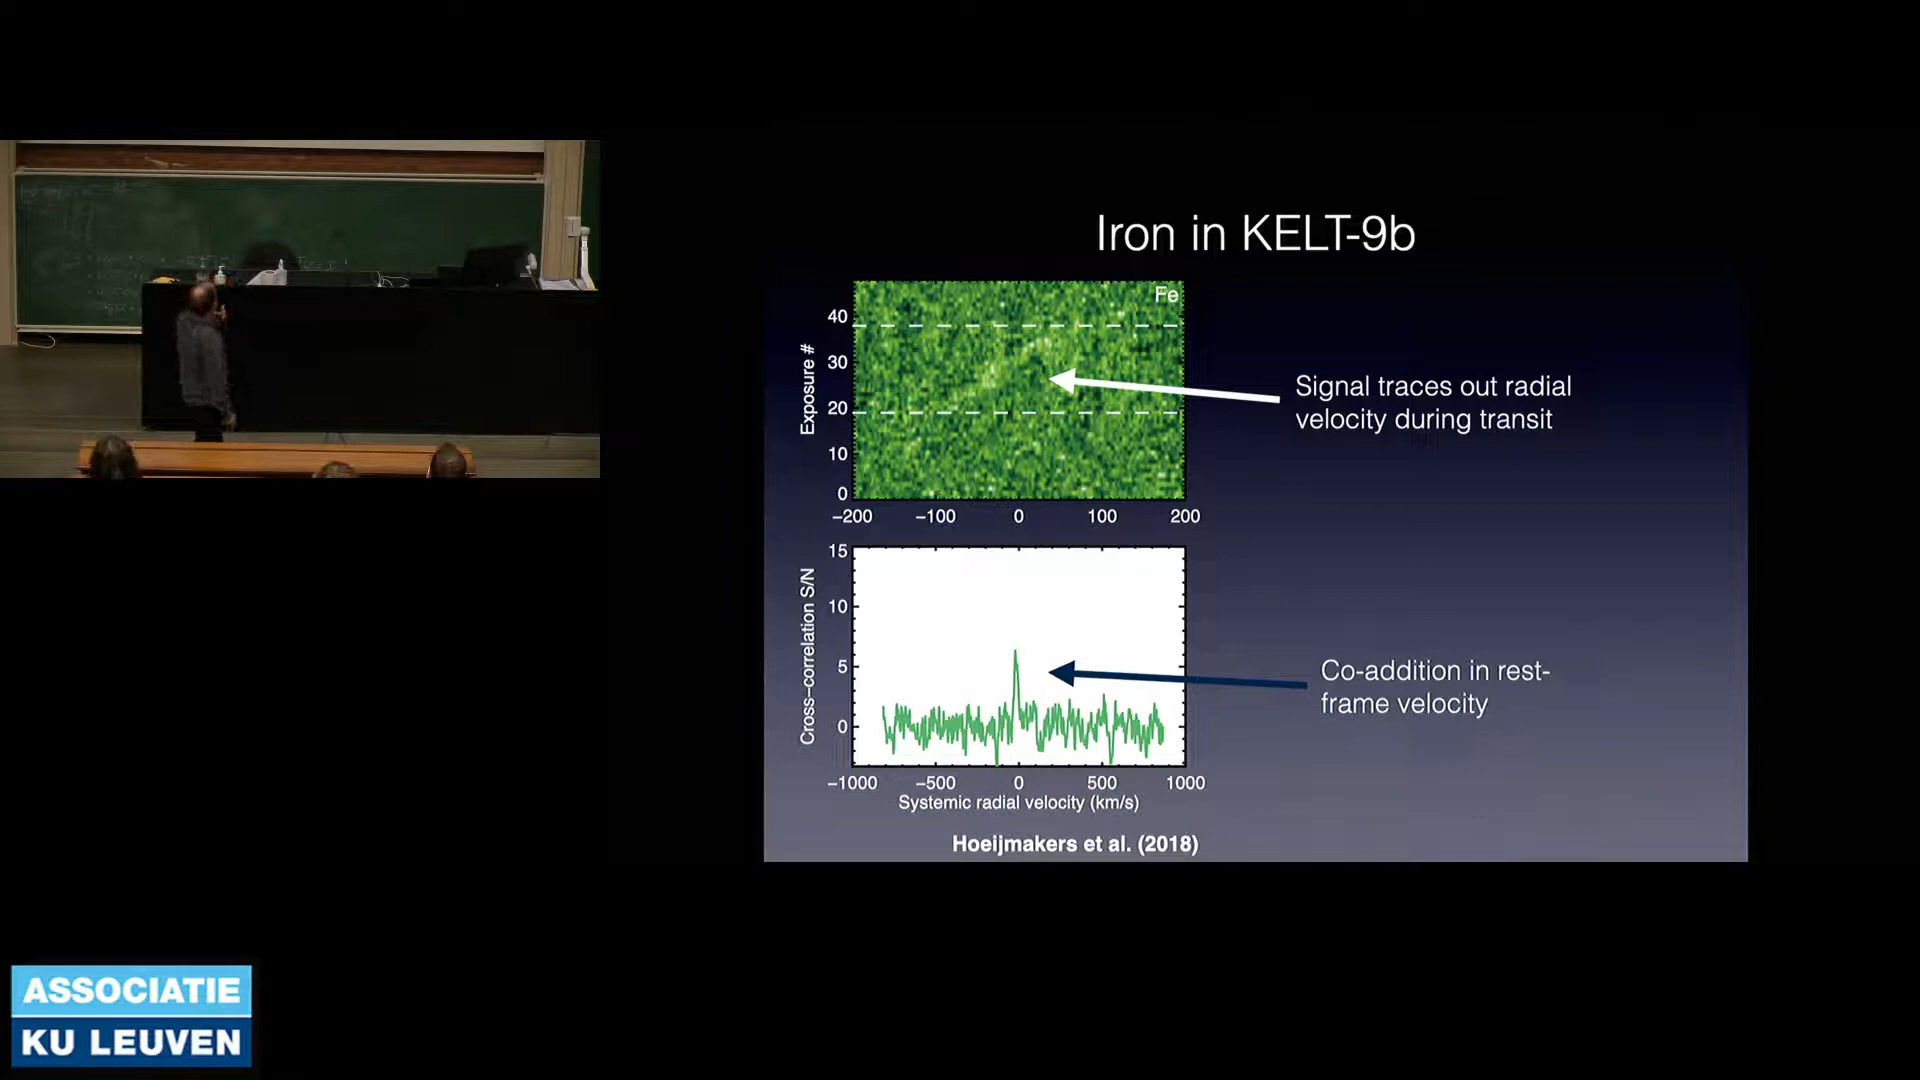 Iron in KELT-9b
Fe
Exposure #
40
30
20
10
0
−200 −100 0 100 200
Signal traces out radial
velocity during transit
Cross−correlation S/N
15
10
5
0
−1000 −500 0 500 1000
Systemic radial velocity (km/s)
Co-addition in rest-
frame velocity
Hoeijmakers et al. (2018)
ASSOCIATIE
KU LEUVEN